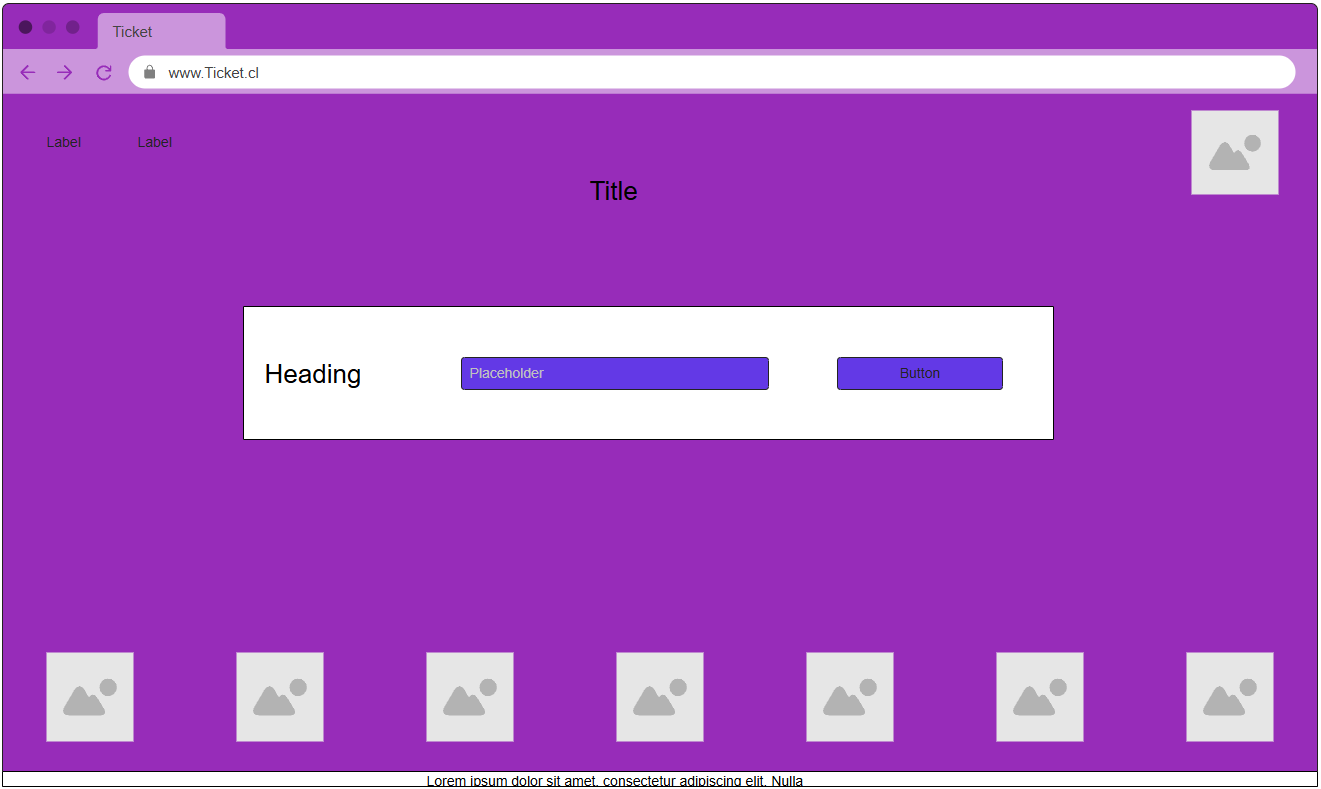 Ticket
www.Ticket.cl
Label
Label
Title
Heading
Placeholder
Button
Lorem ipsum dolor sit amet, consectetur adipiscing elit. Nulla